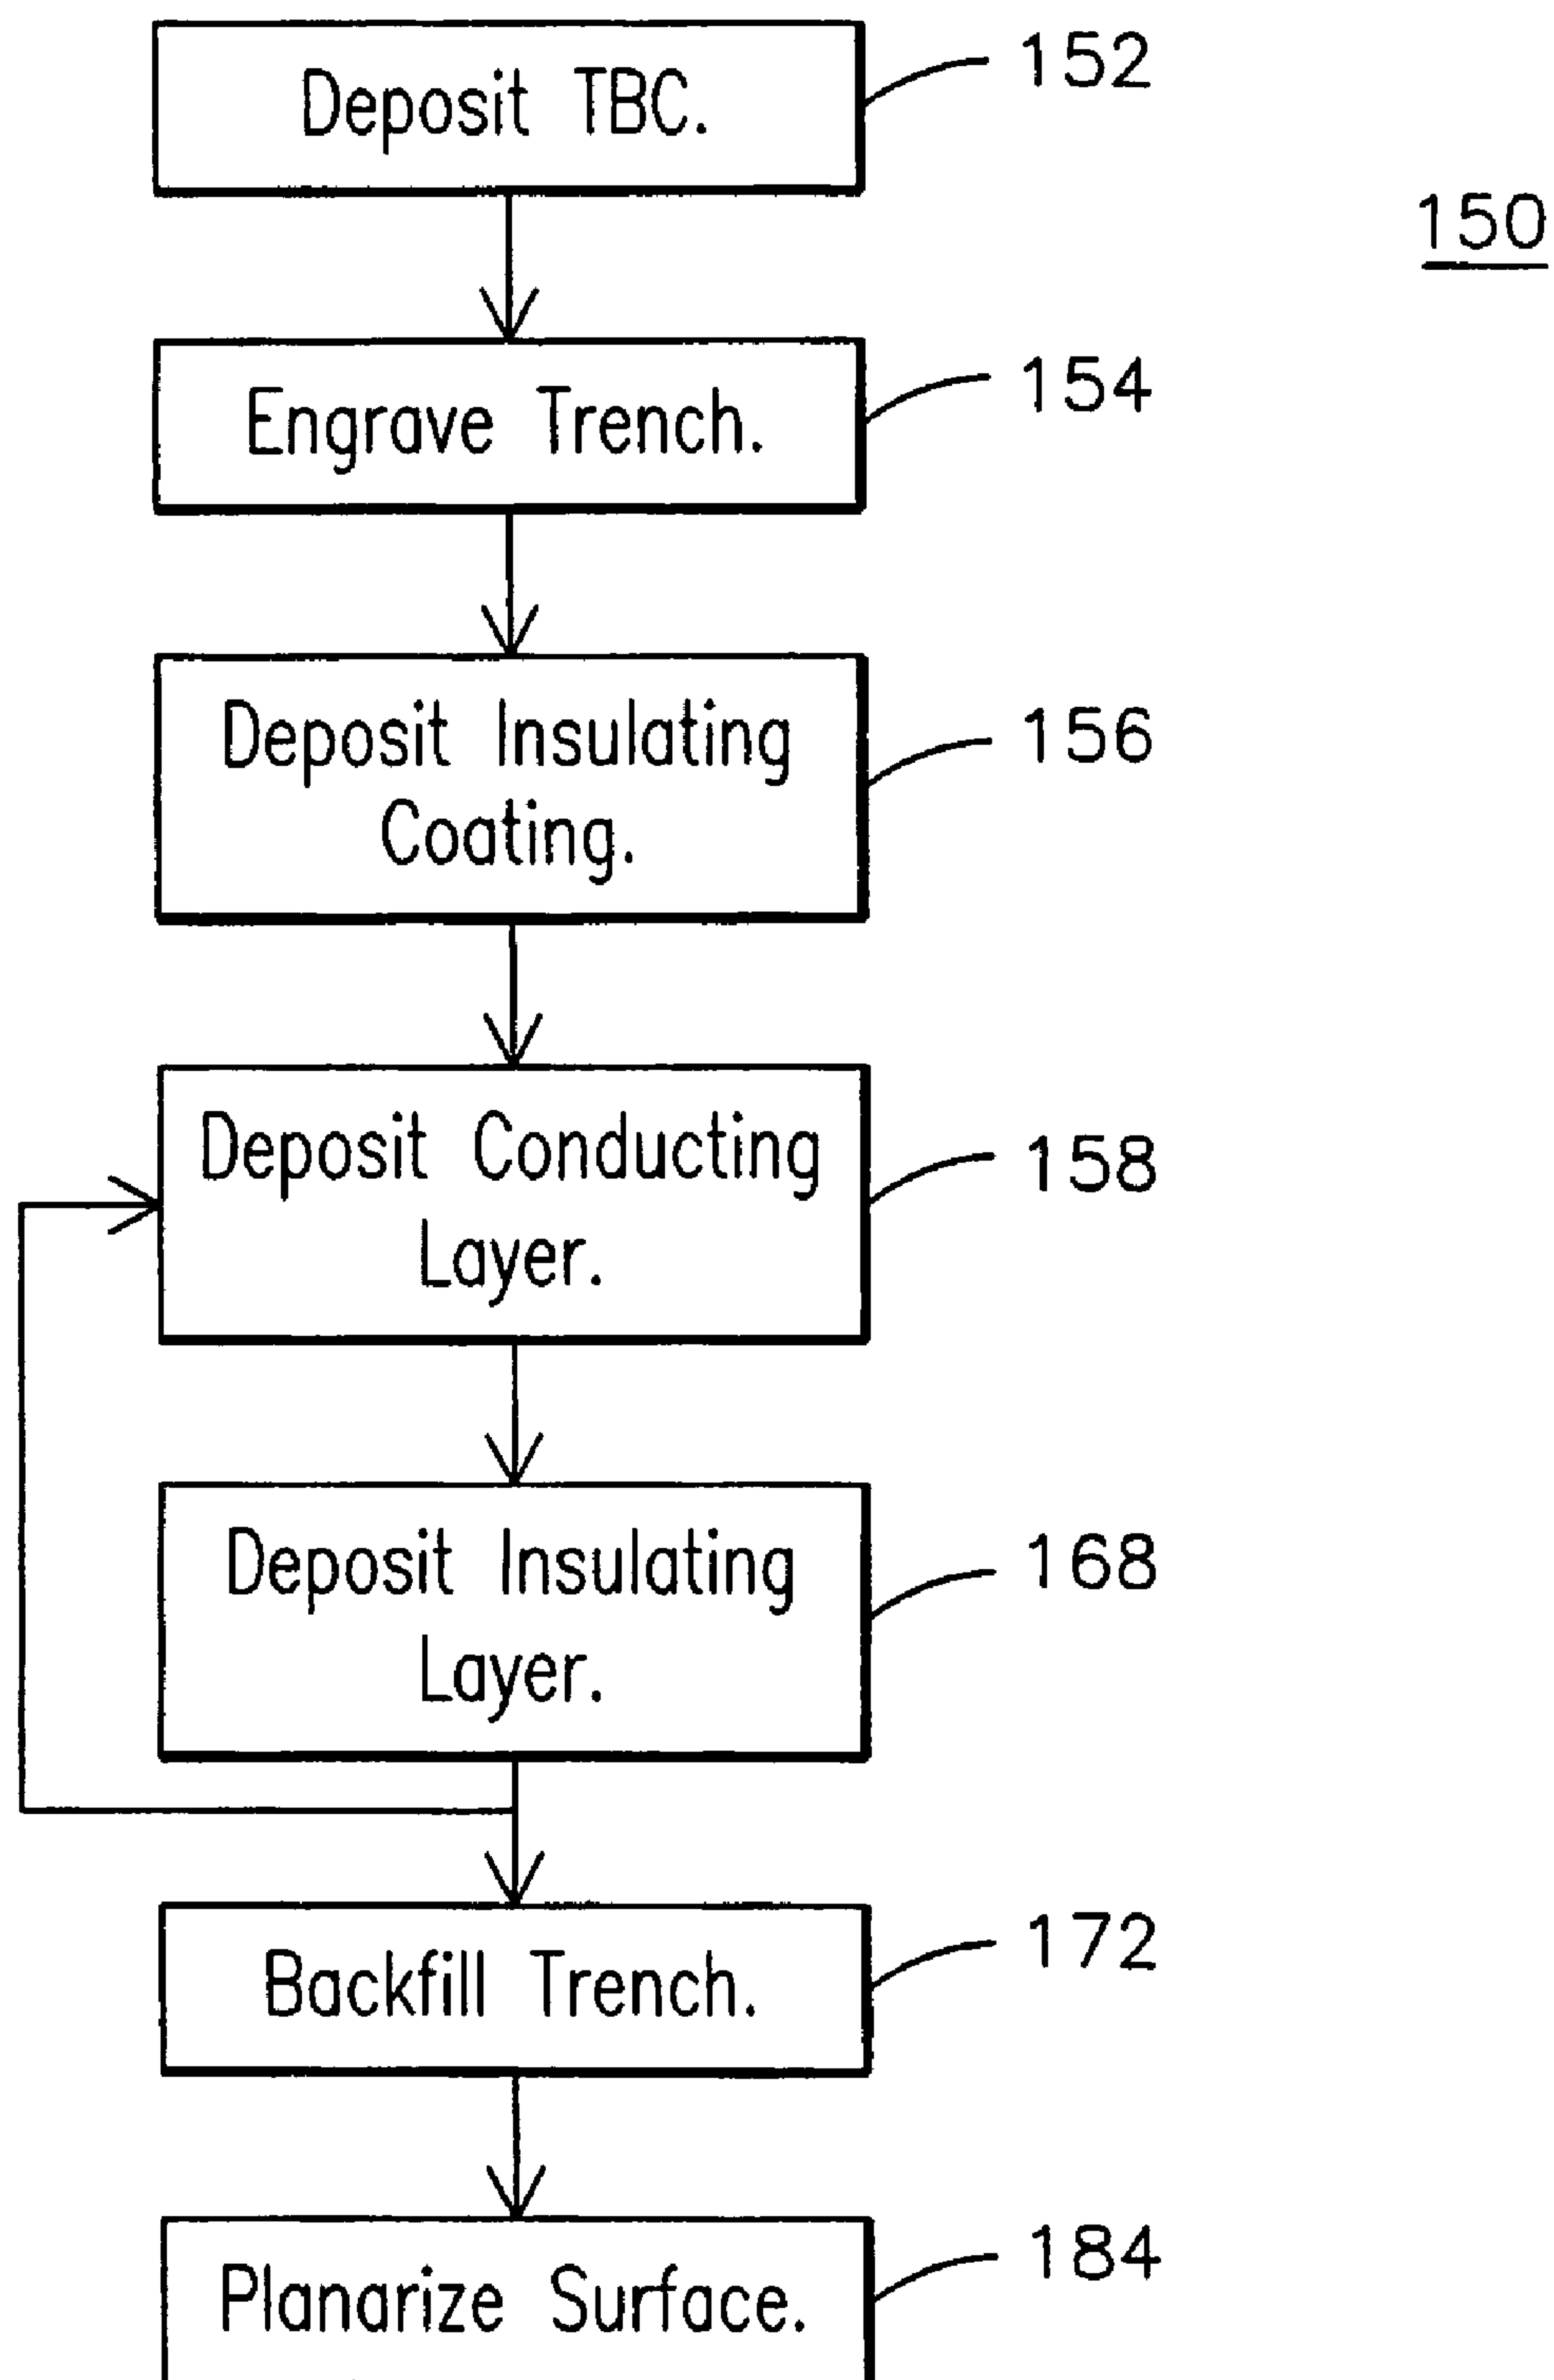 Deposit TBC.
152
150
Engrave Trench.
154
Deposit Insulating
Coating.
156
Deposit Conducting
Layer.
158
Deposit Insulating
Layer.
168
Backfill Trench.
172
Planarize Surface.
184